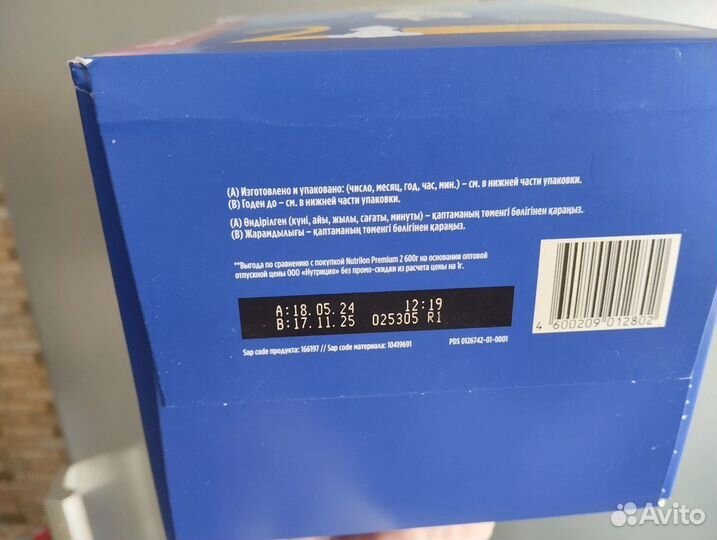 2
(A) Изготовлено и упаковано: (число, месяц, год, час, мин.) – см. в нижней части упаковки.
(B) Годен до – см. в нижней части упаковки.
(A) Өндірілген (күні, айы, жылы, сағаты, минуты) – қаптаманың төменгі бөлігінен қараңыз.
(B) Жарамдылығы – қаптаманың төменгі бөлігінен қараңыз.
**Выгода по сравнению с покупкой Nutrilon Premium 2 600г на основании оптовой
отпускной цены ООО «Нутриция» без промо-скидки из расчета цены на 1г.
A:18.05.24 12:19
B:17.11.25 025305 R1
4 600209 012802
Sap code продукта: 166197 // Sap code материала: 10419691 PDS 0126742-01-0001
Avito